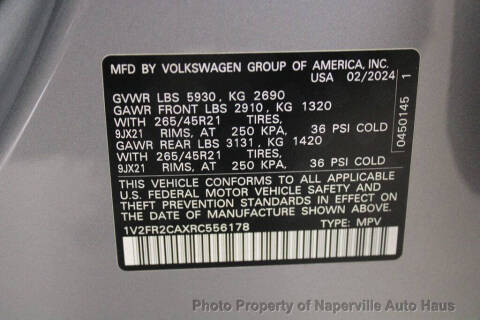 MFD BY VOLKSWAGEN GROUP OF AMERICA, INC.
USA 02/2024
GVWR LBS 5930, KG 2690
GAWR FRONT LBS 2910, KG 1320
WITH 265/45R21 TIRES,
9JX21 RIMS, AT 250 KPA, 36 PSI COLD
GAWR REAR LBS 3131, KG 1420
WITH 265/45R21 TIRES,
9JX21 RIMS, AT 250 KPA, 36 PSI COLD
THIS VEHICLE CONFORMS TO ALL APPLICABLE
U.S. FEDERAL MOTOR VEHICLE SAFETY AND
THEFT PREVENTION STANDARDS IN EFFECT ON
THE DATE OF MANUFACTURE SHOWN ABOVE.
1V2FR2CAXRC556178 TYPE: MPV
0450145 1
Photo Property of Naperville Auto Haus